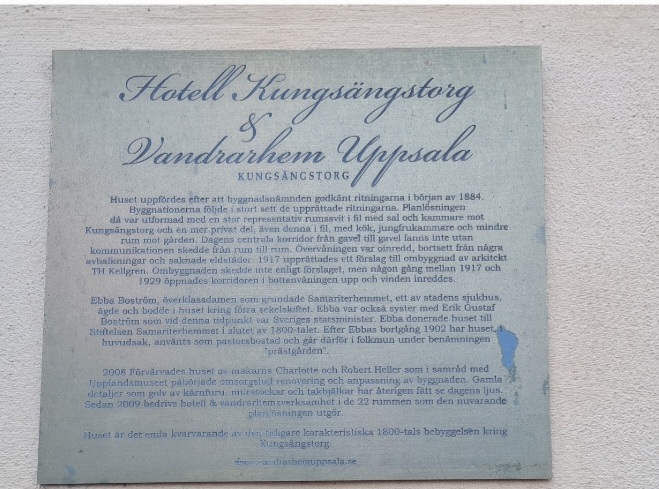 Hotell Kungsängstorg
&
Vandrarhem Uppsala
KUNGSÄNGSTORG
Huset uppfördes efter att byggnadsnämnden godkänt ritningarna i början av 1884.
Byggnationerna följde i stort sett de upprättade ritningarna. Planlösningen
då var utformad med en stor representativ rumssvit i fil med sal och kammare mot
Kungsängstorg och en mer privat del, även denna i fil, med kök, jungfrukammare och mindre
rum mot gården. Dagens centrala korridor från gavel till gavel fanns inte utan
kommunikationen skedde från rum till rum. Övervåningen var oinredd, bortsett från några
avbalkningar och saknade eldstäder. 1917 upprättades ett förslag till ombyggnad av arkitekt
TH Kellgren. Ombyggnaden skedde inte enligt förslaget, men någon gång mellan 1917 och
1929 öppnades korridoren i bottenvåningen upp och vinden inreddes.
Ebba Boström, överklassdamen som grundade Samariterhemmet, ett av stadens sjukhus,
ägde och bodde i huset kring förra sekelskiftet. Ebba var också syster med Erik Gustaf
Boström som vid denna tidpunkt var Sveriges statsminister. Ebba donerade huset till
Stiftelsen Samariterhemmet i slutet av 1800-talet. Efter Ebbas bortgång 1902 har huset, i
huvudsak, använts som pastorsbostad och går därför i folkmun under benämningen
"prästgården".
2008 Förvärvades huset av makarna Charlotte och Robert Heller som i samråd med
Upplandsmuseet påbörjade omsorgsfull renovering och anpassning av byggnaden. Gamla
detaljer som golv av kärnfuru, murstockar och takbjälkar har återigen fått se dagens ljus.
Sedan 2009 bedrivs hotell & vandrarhemsverksamhet i de 22 rummen som den nuvarande
planlösningen utgör.
Huset är det enda kvarvarande av den tidigare karakteristiska 1800-tals bebyggelsen kring
Kungsängstorg.
vandrarhemuppsala.se